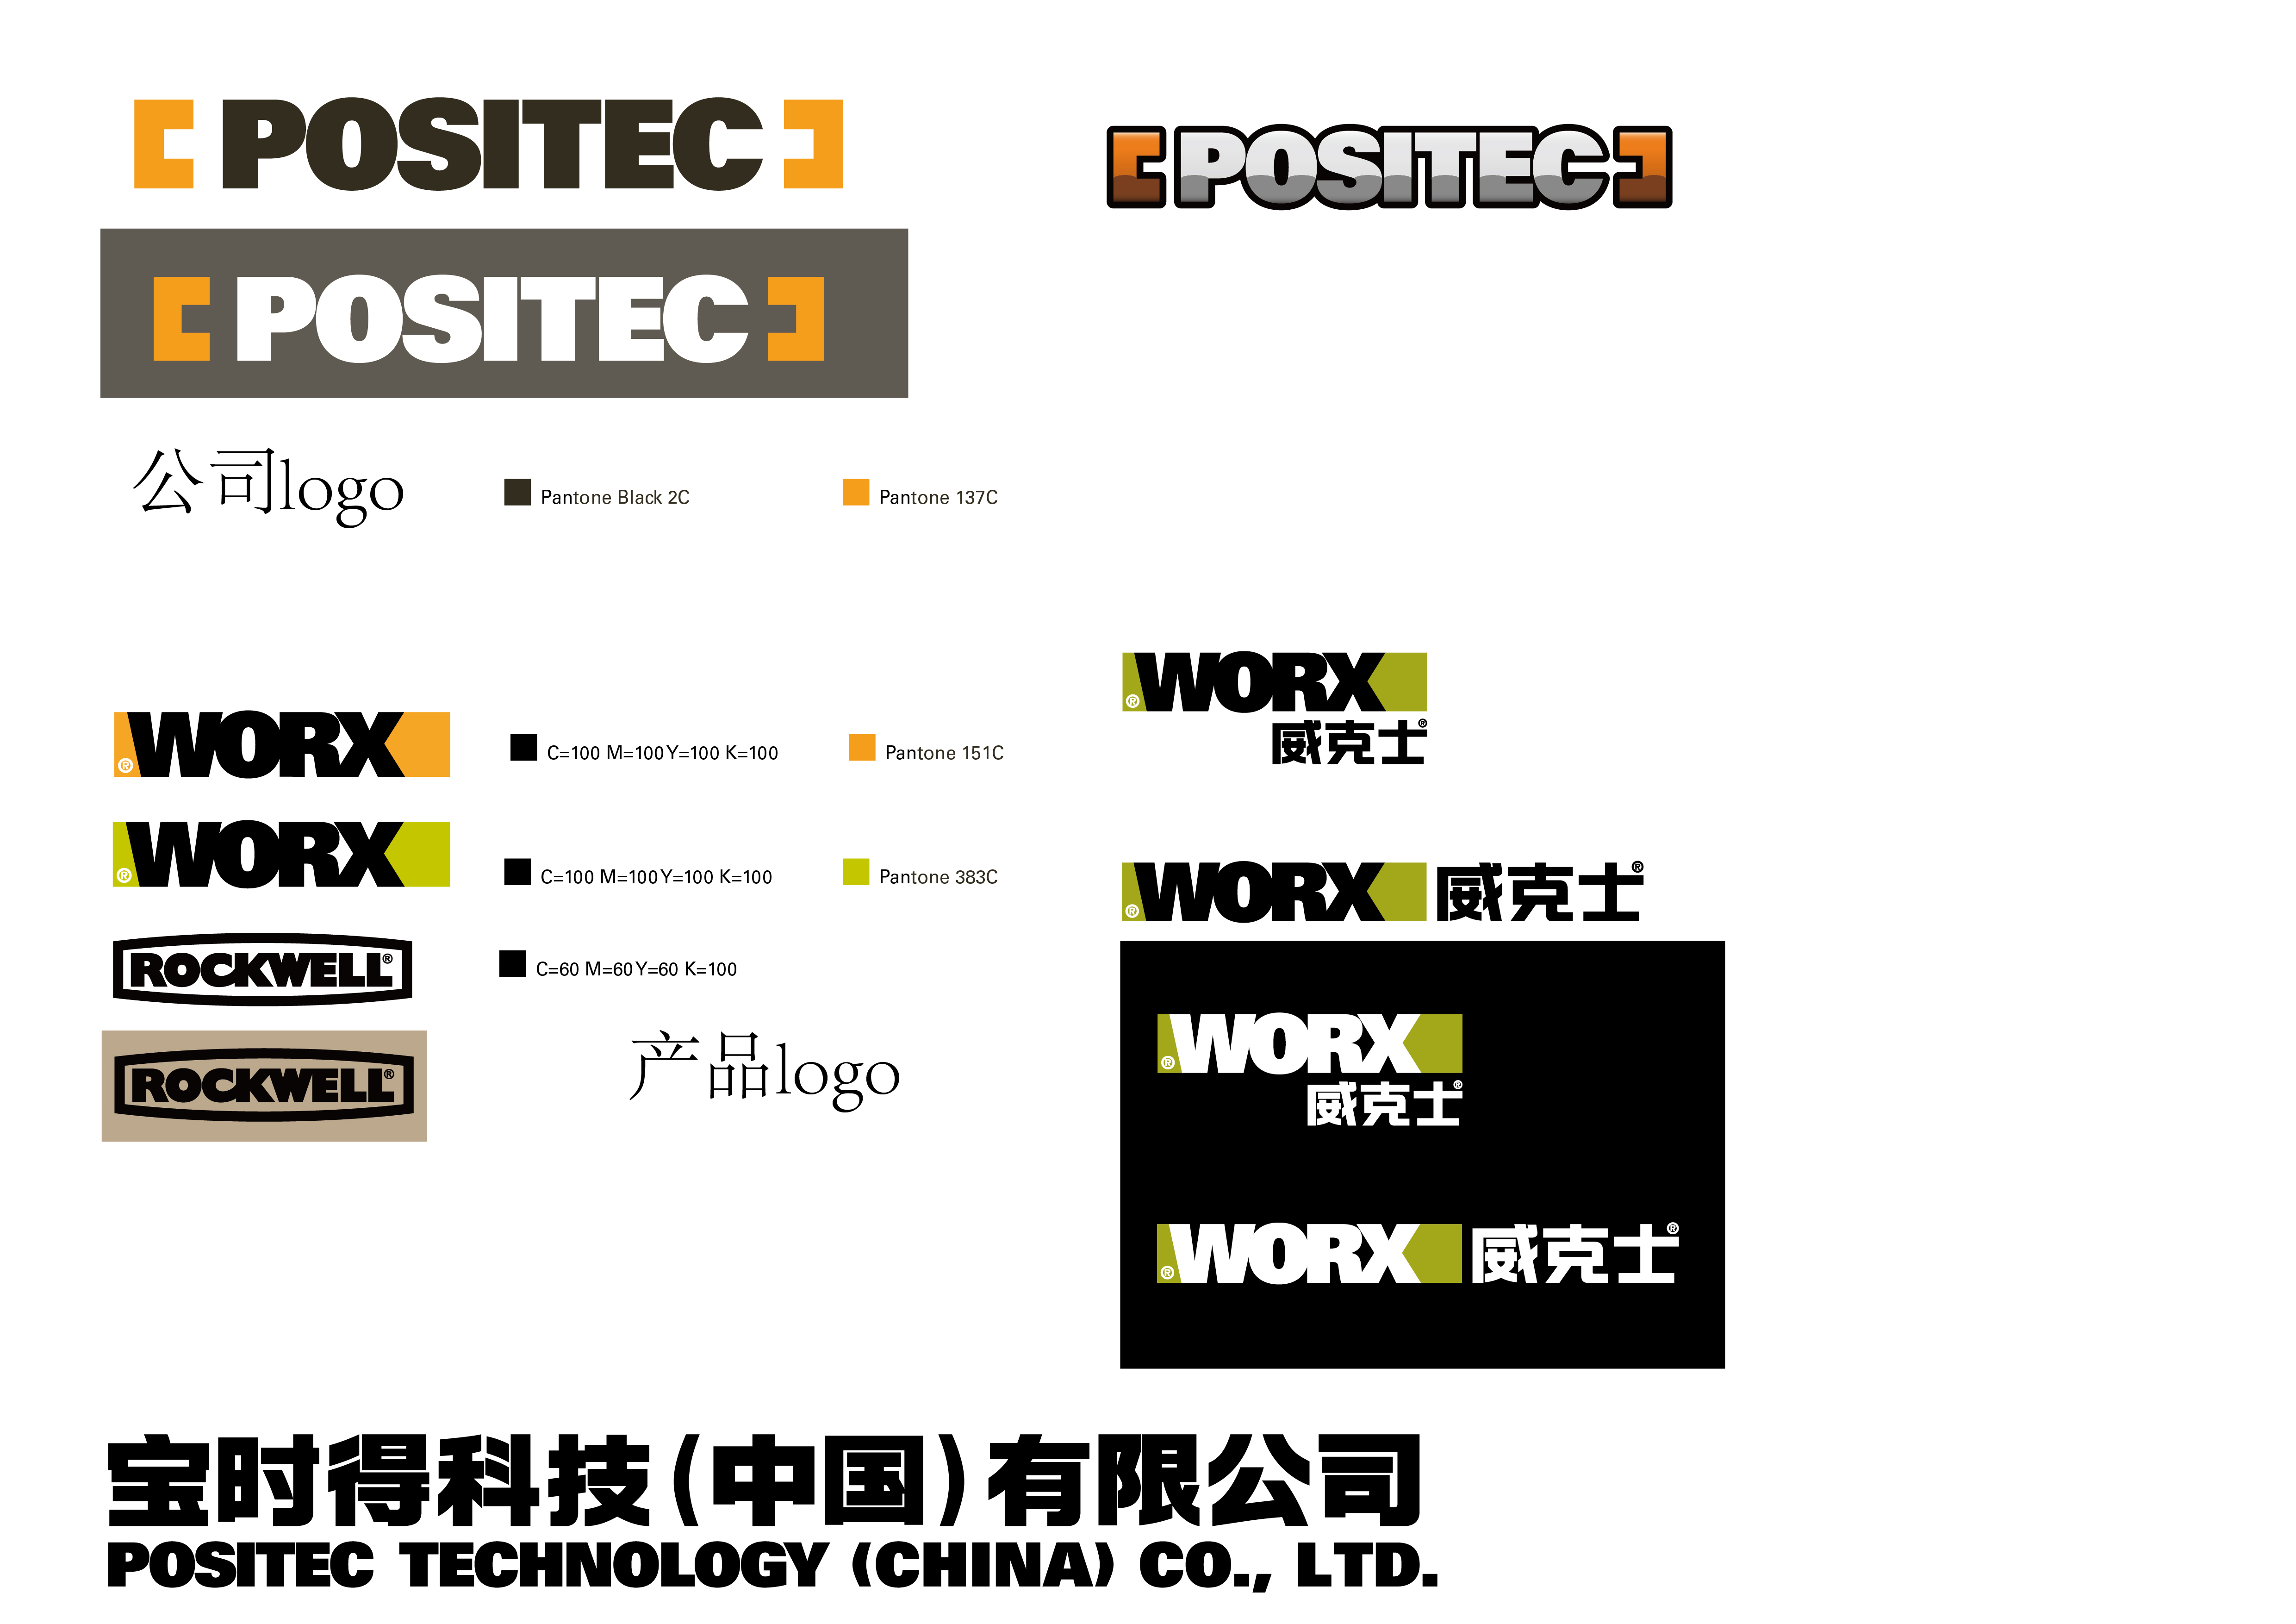 [POSITEC]
[POSITEC]
[POSITEC]
公司logo
Pantone Black 2C
Pantone 137C
WORX®
C=100 M=100 Y=100 K=100
Pantone 151C
WORX®
C=100 M=100 Y=100 K=100
Pantone 383C
ROCKWELL®
C=60 M=60 Y=60 K=100
ROCKWELL®
产品logo
WORX®
威克士®
WORX® 威克士®
WORX®
威克士®
WORX® 威克士®
宝时得科技(中国)有限公司
POSITEC TECHNOLOGY (CHINA) CO., LTD.